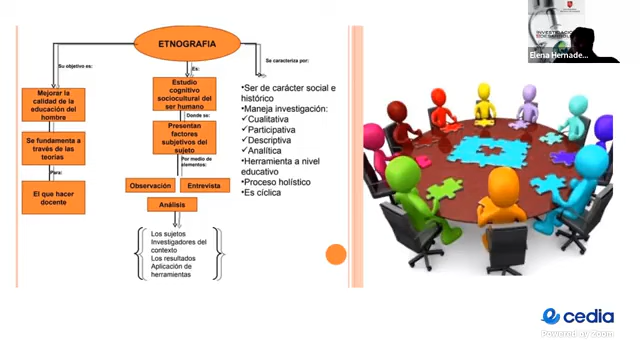 ETNOGRAFIA
Su objetivo es:
Mejorar la
calidad de la
educación del
hombre
Se fundamenta a
través de las
teorías
Para:
El que hacer
docente
Es:
Estudio
cognitivo
sociocultural del
ser humano
Donde se:
Presentan
factores
subjetivos del
sujeto
Por medio de
elementos:
Observación
Entrevista
Análisis
Los sujetos
Investigadores del
contexto
Los resultados
Aplicación de
herramientas
Se caracteriza por:
•Ser de carácter social e
histórico
•Maneja investigación:
✓Cualitativa
✓Participativa
✓Descriptiva
✓Analítica
•Herramienta a nivel
educativo
•Proceso holístico
•Es cíclica
Elena Hernade...
cedia
Powered by Zoom